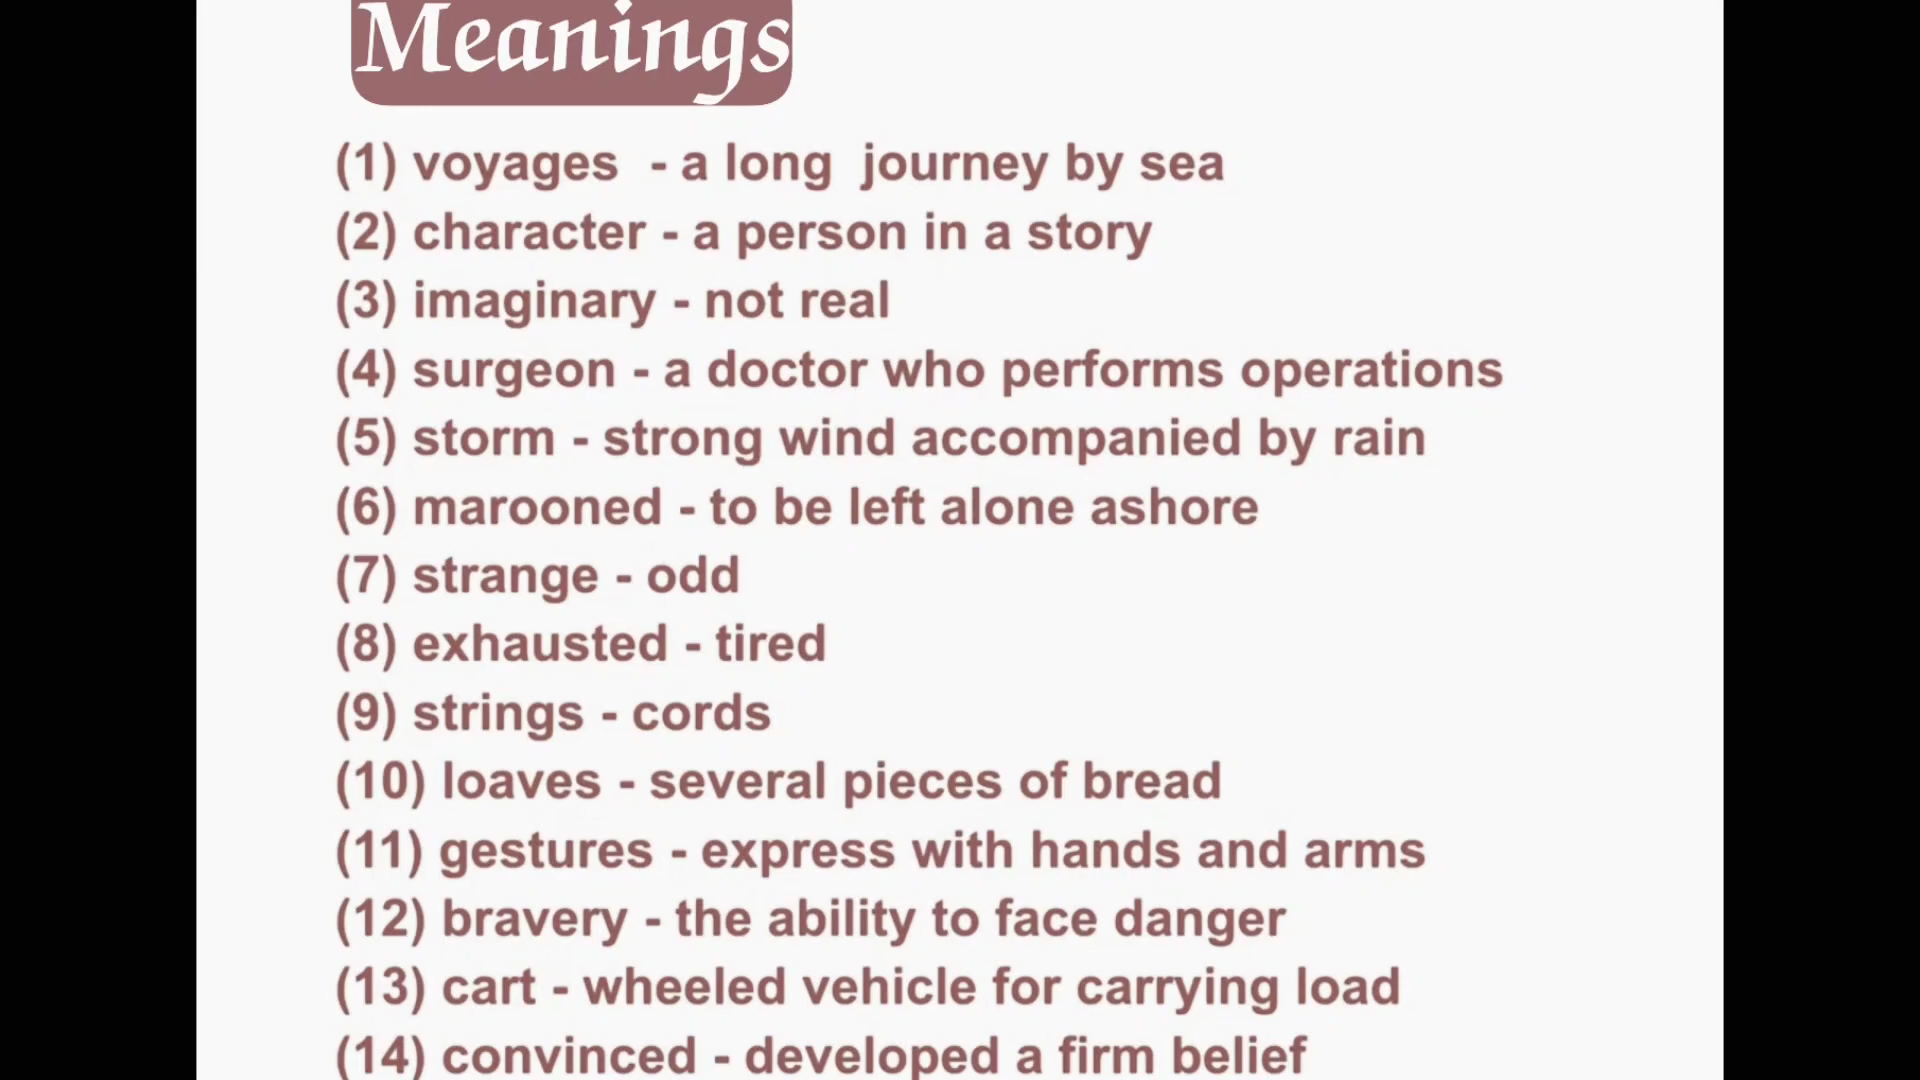 Meanings
(1) voyages - a long journey by sea
(2) character - a person in a story
(3) imaginary - not real
(4) surgeon - a doctor who performs operations
(5) storm - strong wind accompanied by rain
(6) marooned - to be left alone ashore
(7) strange - odd
(8) exhausted - tired
(9) strings - cords
(10) loaves - several pieces of bread
(11) gestures - express with hands and arms
(12) bravery - the ability to face danger
(13) cart - wheeled vehicle for carrying load
(14) convinced - developed a firm belief